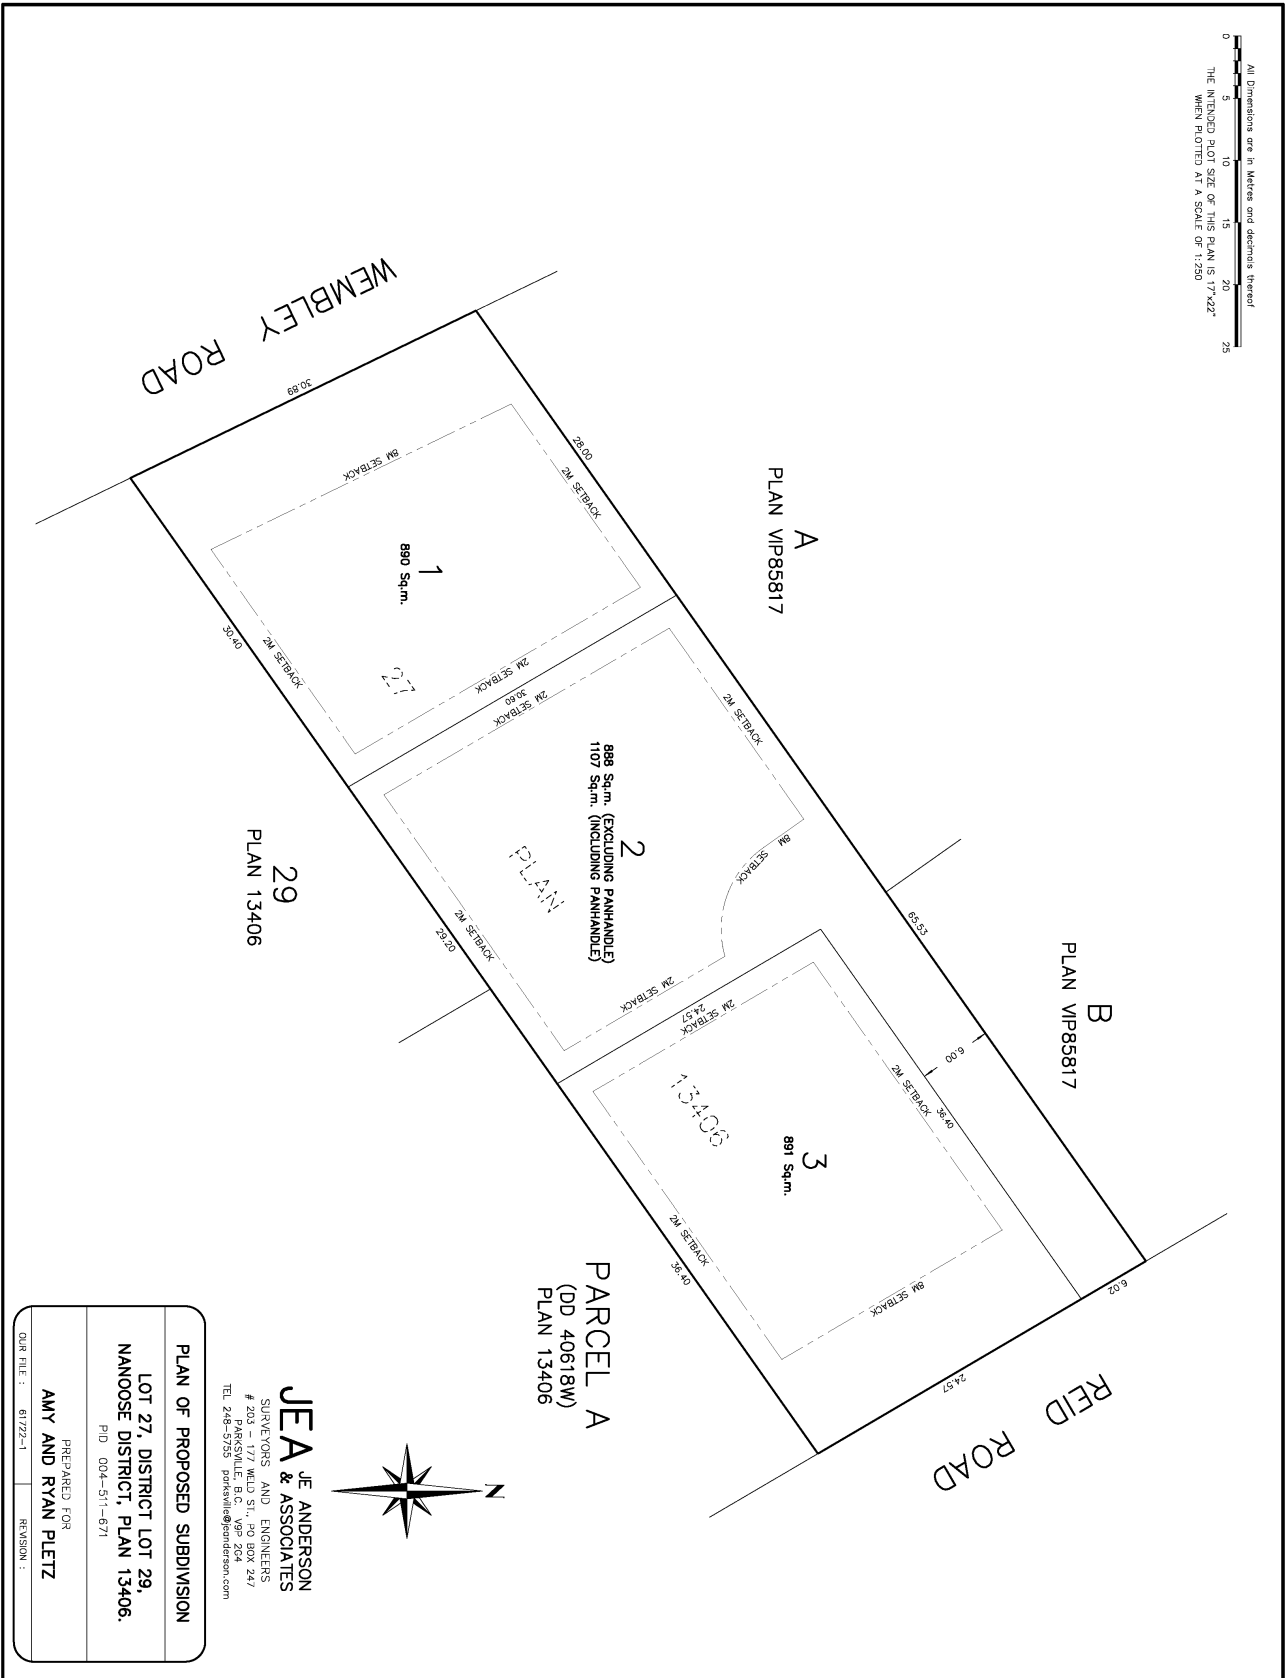 All Dimensions are in Metres and decimals thereof
0 5 10 15 20 25
THE INTENDED PLOT SIZE OF THIS PLAN IS 17"x22"
WHEN PLOTTED AT A SCALE OF 1:250
WEMBLEY ROAD
30.89
A
PLAN VIP85817
28.00
2M SETBACK
8M SETBACK
1
890 Sq.m.
27
2M SETBACK
30.40
2M SETBACK
30.60
2M SETBACK
2M SETBACK
2
888 Sq.m. (EXCLUDING PANHANDLE)
1107 Sq.m. (INCLUDING PANHANDLE)
PLAN
8M SETBACK
2M SETBACK
2M SETBACK
29.20
29
PLAN 13406
65.53
B
PLAN VIP85817
6.00
24.57
2M SETBACK
2M SETBACK
36.40
13406
3
891 Sq.m.
2M SETBACK
36.40
8M SETBACK
6.02
24.57
REID ROAD
PARCEL A
(DD 40618W)
PLAN 13406
N
JEA JE ANDERSON
& ASSOCIATES
SURVEYORS AND ENGINEERS
# 203 - 177 WELD ST., PO BOX 247
PARKSVILLE, B.C. V9P 2G4
TEL 248-5755 parksville@jeanderson.com
PLAN OF PROPOSED SUBDIVISION
LOT 27, DISTRICT LOT 29,
NANOOSE DISTRICT, PLAN 13406.
PID 004-511-671
PREPARED FOR
AMY AND RYAN PLETZ
OUR FILE : 61722-1 REVISION :